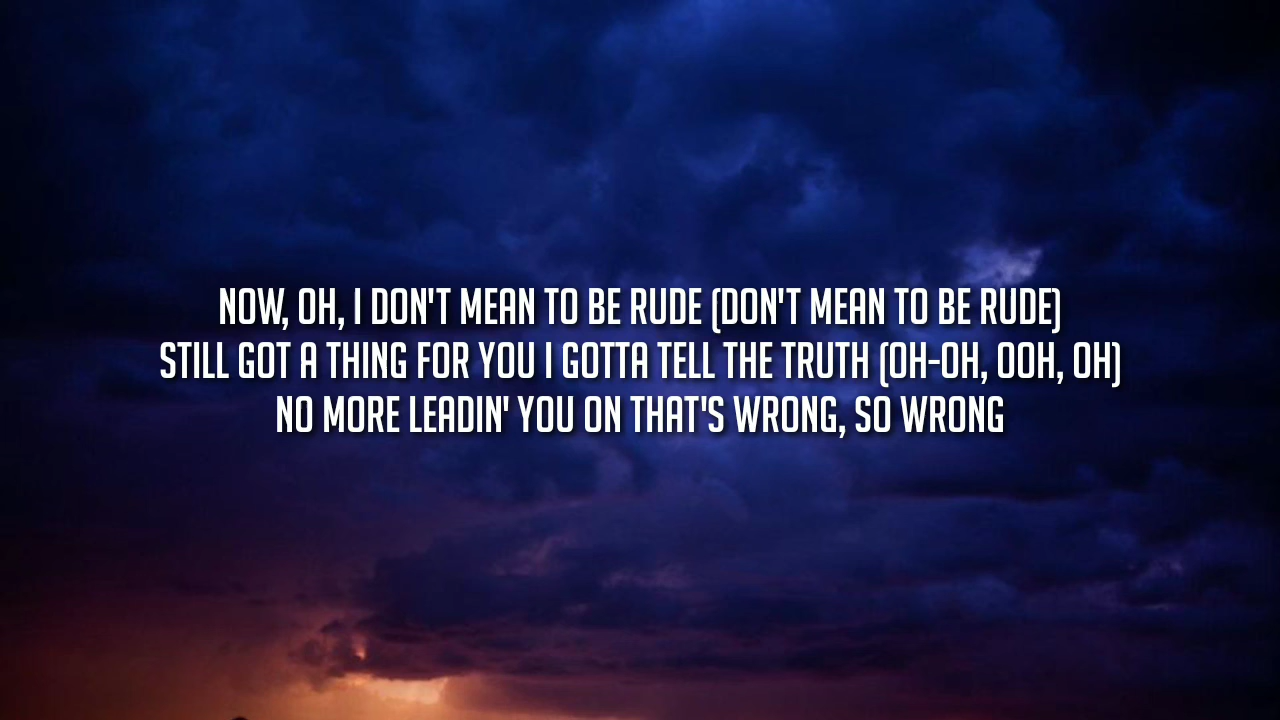 NOW, OH, I DON'T MEAN TO BE RUDE (DON'T MEAN TO BE RUDE)
STILL GOT A THING FOR YOU I GOTTA TELL THE TRUTH (OH-OH, OOH, OH)
NO MORE LEADIN' YOU ON THAT'S WRONG, SO WRONG